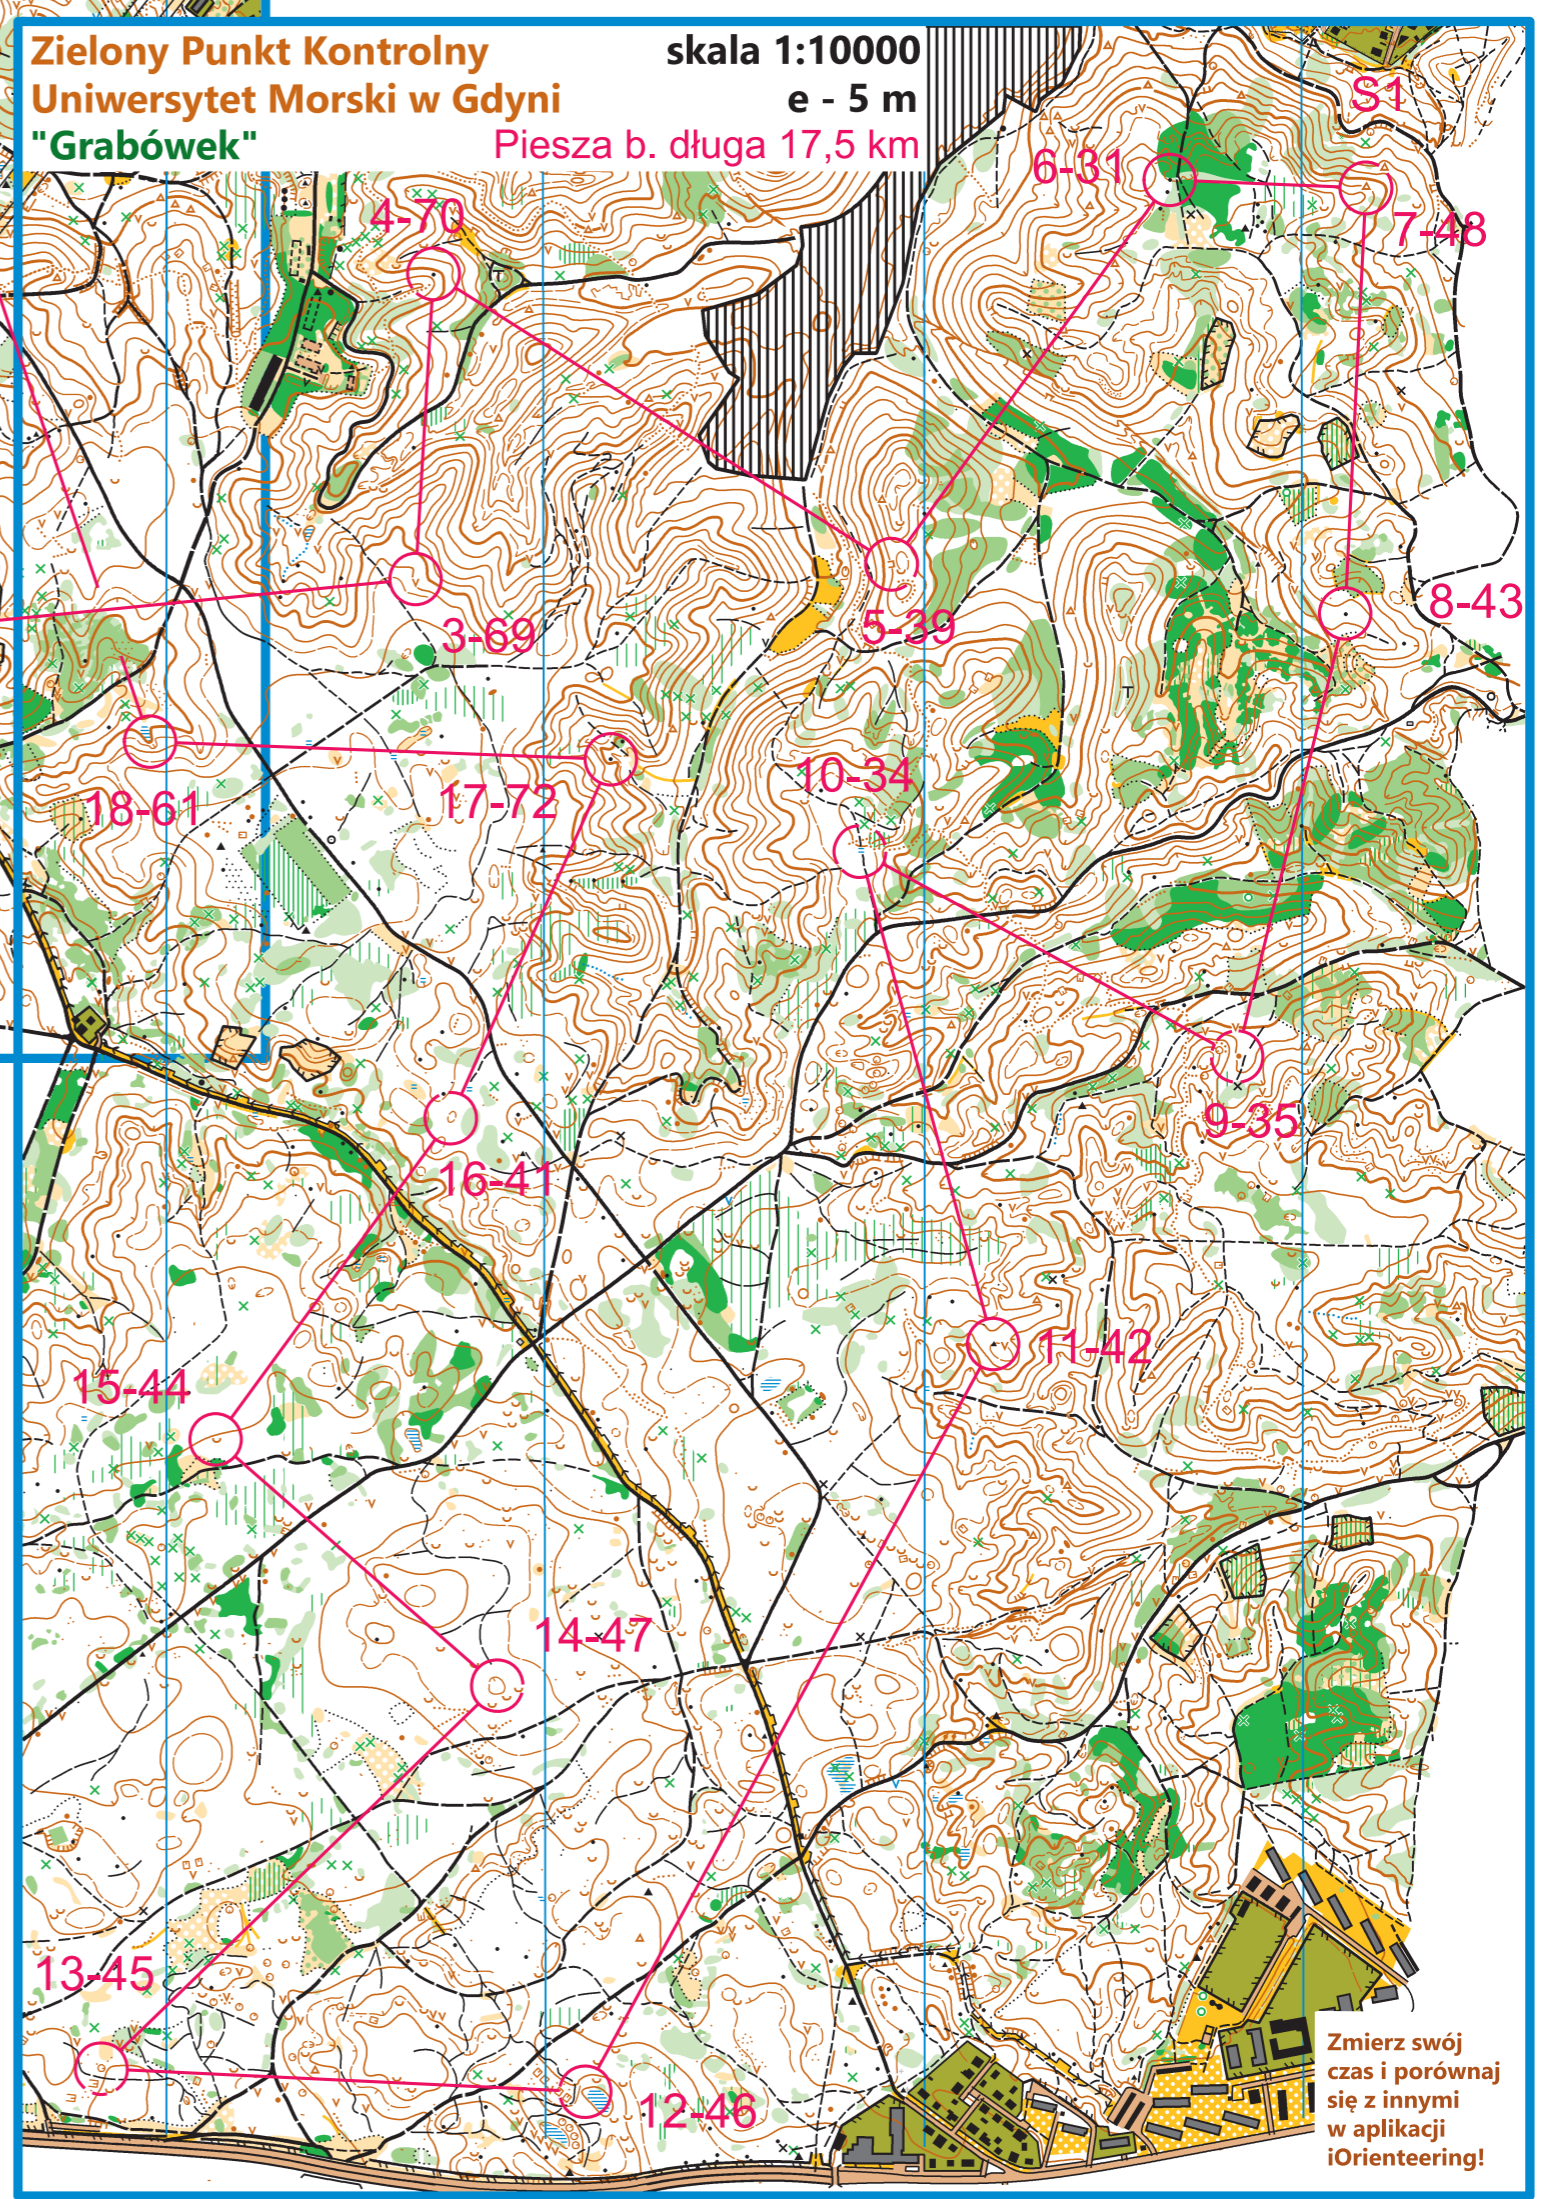 Zielony Punkt Kontrolny
Uniwersytet Morski w Gdyni
"Grabówek"
skala 1:10000
e - 5 m
Piesza b. długa 17,5 km
S1
6-31
7-48
4-70
8-43
5-39
3-69
10-34
17-72
18-61
9-35
16-41
11-42
15-44
14-47
13-45
12-46
Zmierz swój
czas i porównaj
się z innymi
w aplikacji
iOrienteering!